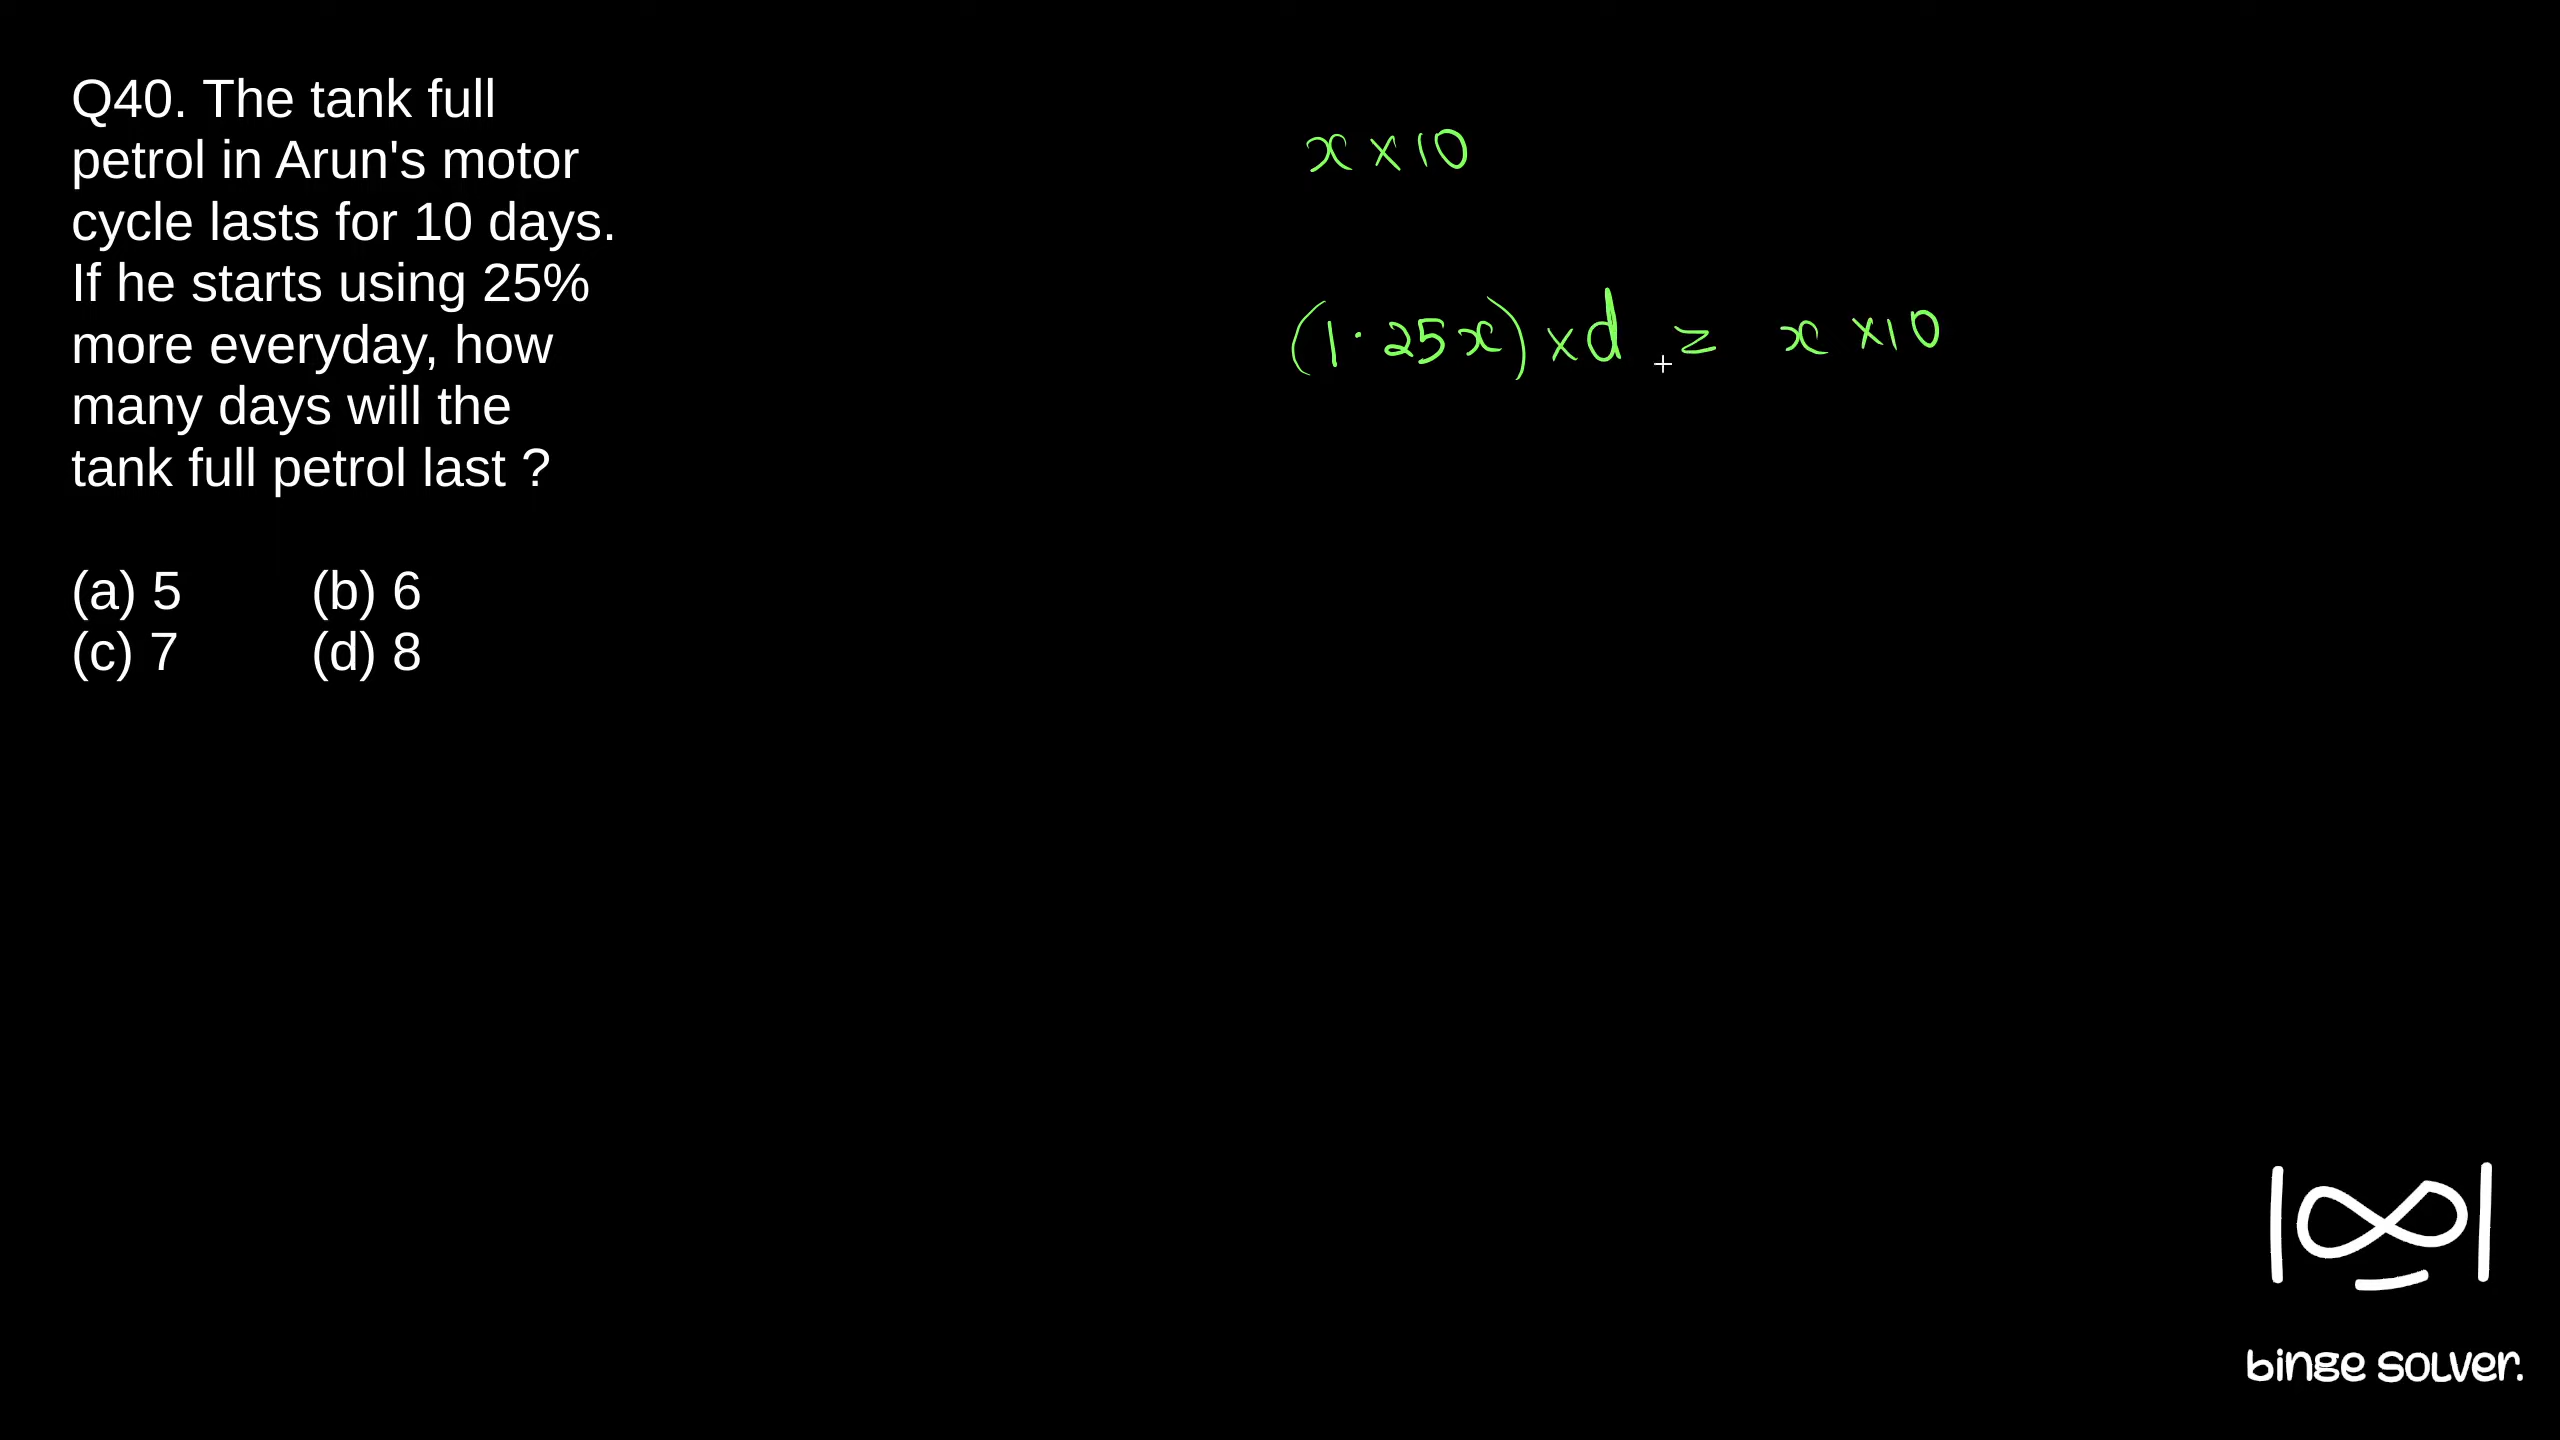 Q40. The tank full
petrol in Arun's motor
cycle lasts for 10 days.
If he starts using 25%
more everyday, how
many days will the
tank full petrol last ?
(a) 5 (b) 6
(c) 7 (d) 8
x × 10
(1.25x) × d = x × 10
binge solver.